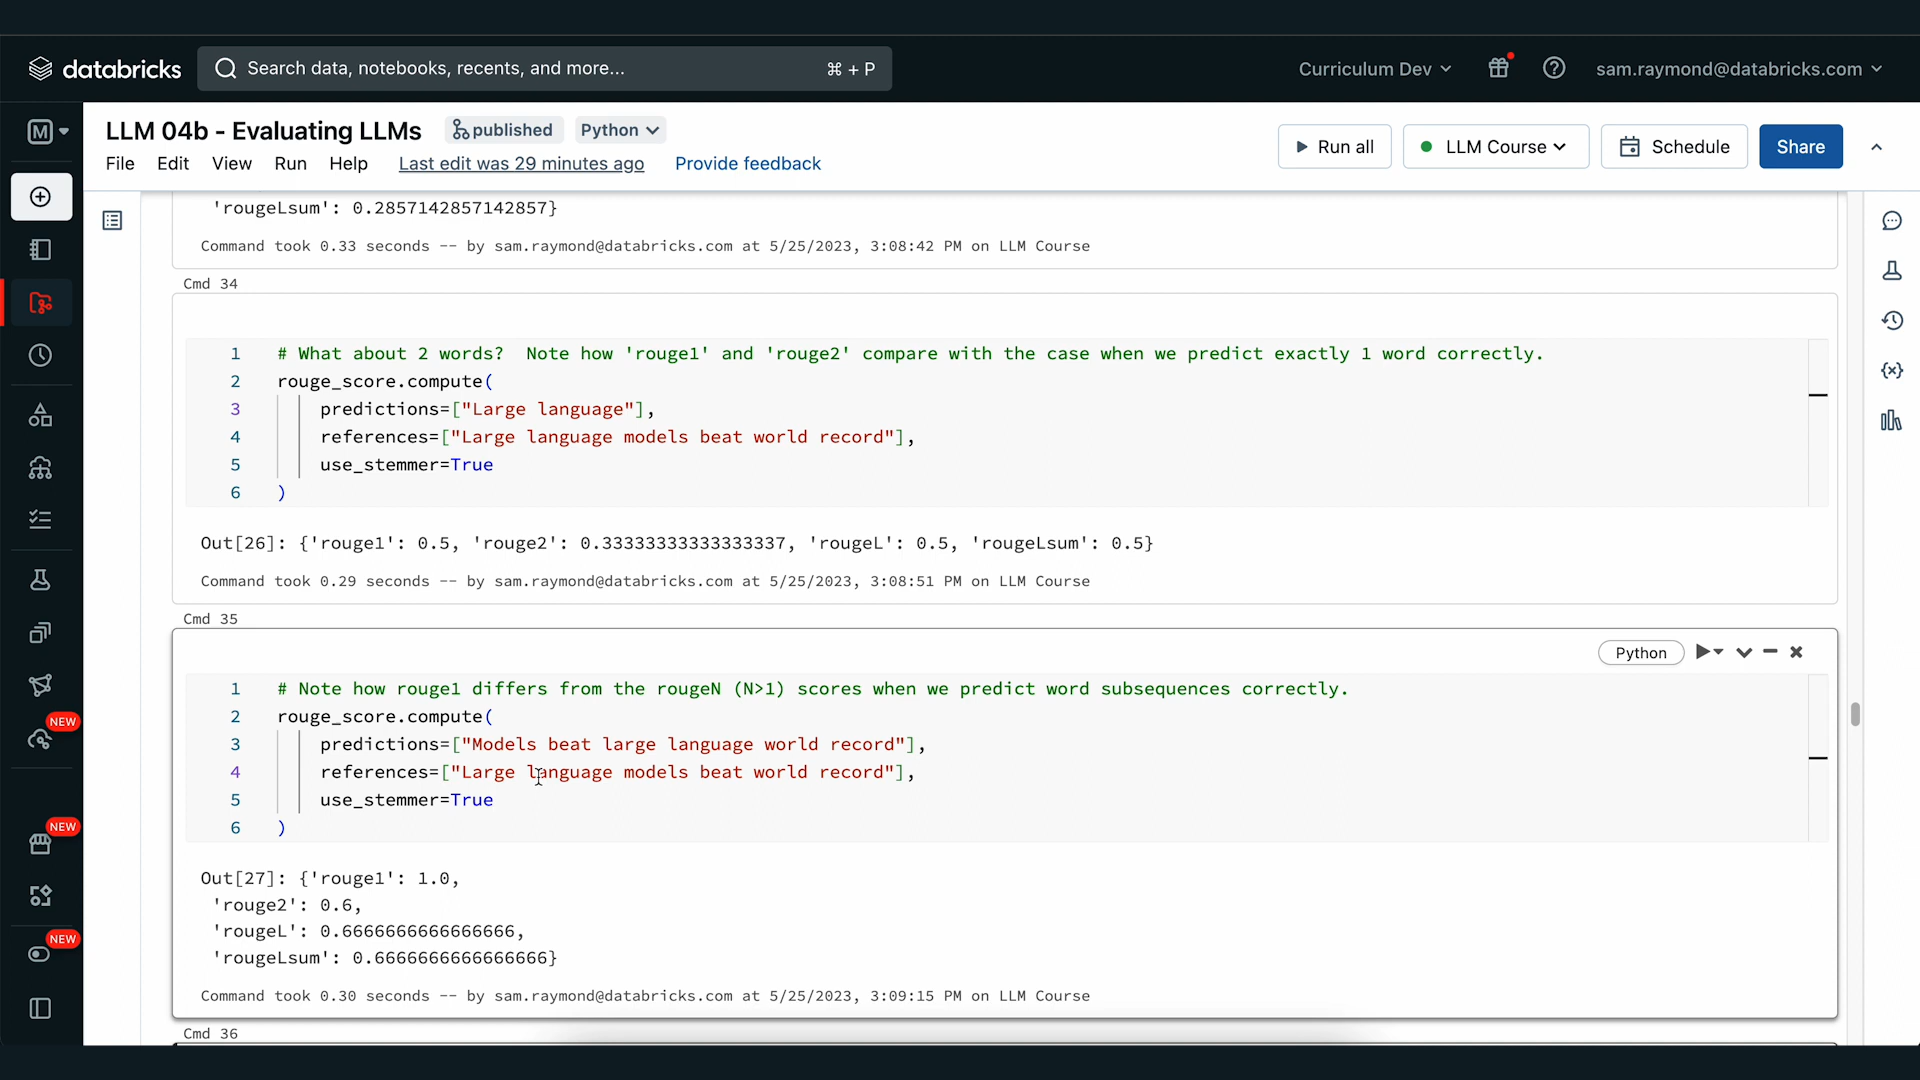 databricks
Search data, notebooks, recents, and more...
⌘ + P
Curriculum Dev
sam.raymond@databricks.com
M
LLM 04b - Evaluating LLMs
published
Python
File Edit View Run Help Last edit was 29 minutes ago Provide feedback
Run all
LLM Course
Schedule
Share
'rougeLsum': 0.2857142857142857}
Command took 0.33 seconds -- by sam.raymond@databricks.com at 5/25/2023, 3:08:42 PM on LLM Course
Cmd 34
1 # What about 2 words?  Note how 'rouge1' and 'rouge2' compare with the case when we predict exactly 1 word correctly.
2 rouge_score.compute(
3 predictions=["Large language"],
4 references=["Large language models beat world record"],
5 use_stemmer=True
6 )
Out[26]: {'rouge1': 0.5, 'rouge2': 0.33333333333333337, 'rougeL': 0.5, 'rougeLsum': 0.5}
Command took 0.29 seconds -- by sam.raymond@databricks.com at 5/25/2023, 3:08:51 PM on LLM Course
Cmd 35
Python
1 # Note how rouge1 differs from the rougeN (N>1) scores when we predict word subsequences correctly.
2 rouge_score.compute(
3 predictions=["Models beat large language world record"],
4 references=["Large language models beat world record"],
5 use_stemmer=True
6 )
NEW
Out[27]: {'rouge1': 1.0,
'rouge2': 0.6,
'rougeL': 0.6666666666666666,
'rougeLsum': 0.6666666666666666}
Command took 0.30 seconds -- by sam.raymond@databricks.com at 5/25/2023, 3:09:15 PM on LLM Course
NEW
NEW
Cmd 36